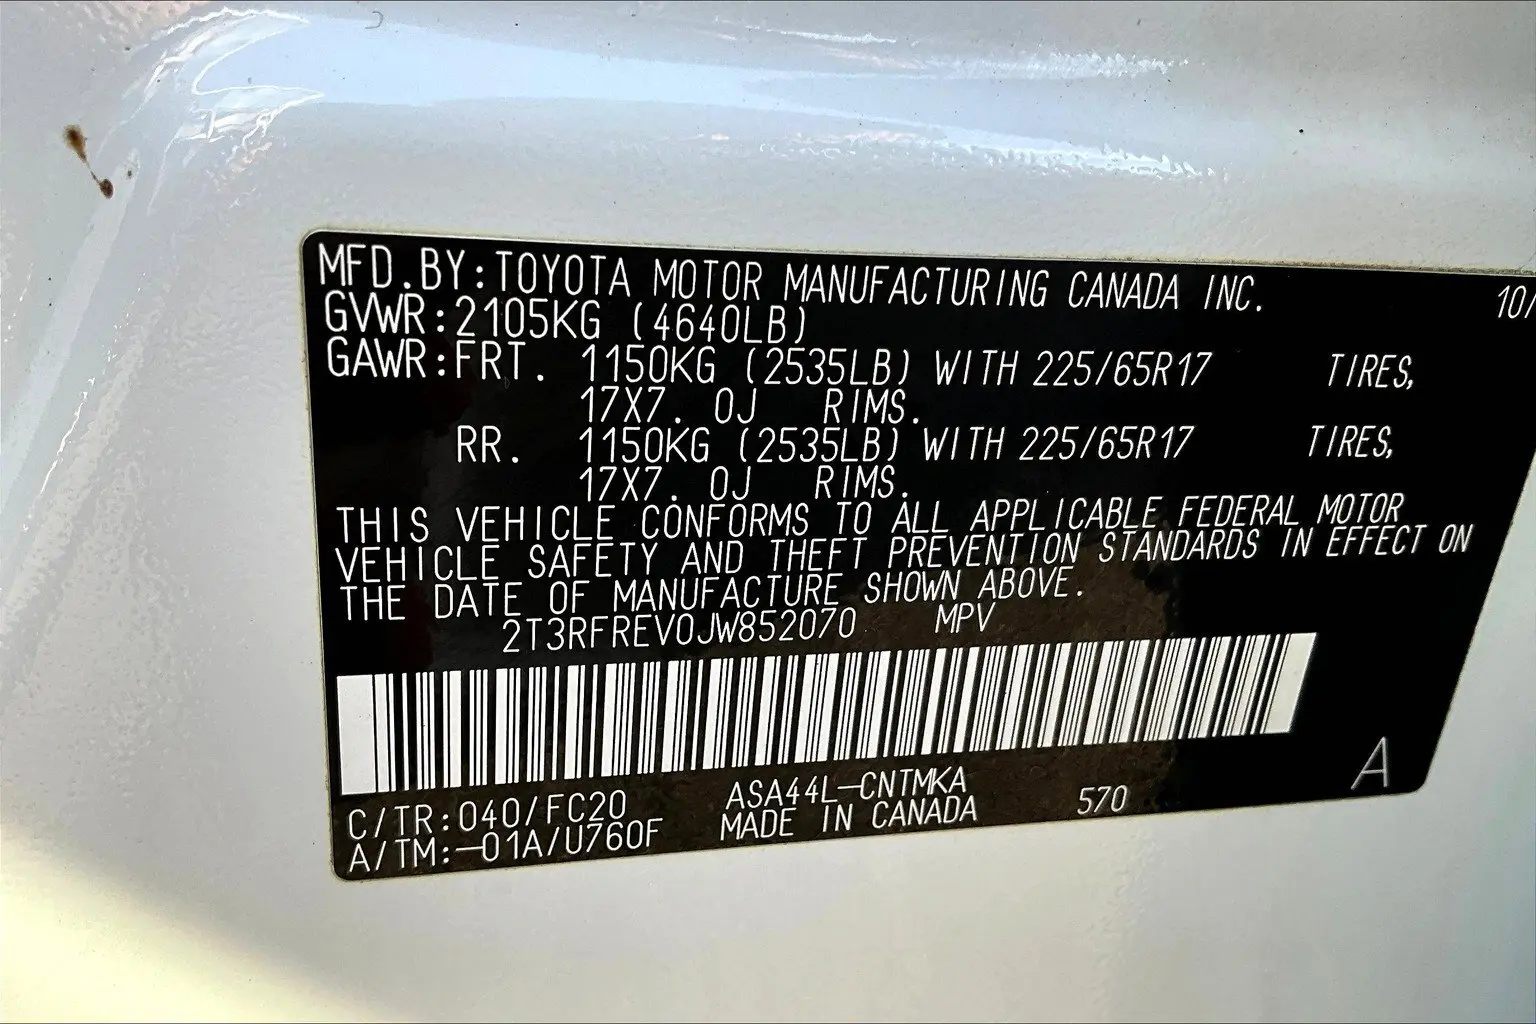 MFD.BY:TOYOTA MOTOR MANUFACTURING CANADA INC. 10/
GVWR:2105KG (4640LB)
GAWR:FRT. 1150KG (2535LB) WITH 225/65R17 TIRES,
17X7. 0J RIMS.
RR. 1150KG (2535LB) WITH 225/65R17 TIRES,
17X7. 0J RIMS.
THIS VEHICLE CONFORMS TO ALL APPLICABLE FEDERAL MOTOR
VEHICLE SAFETY AND THEFT PREVENTION STANDARDS IN EFFECT ON
THE DATE OF MANUFACTURE SHOWN ABOVE.
2T3RFREV0JW852070 MPV
A
C/TR:040/FC20 ASA44L-CNTMKA 570
A/TM:-01A/U760F MADE IN CANADA